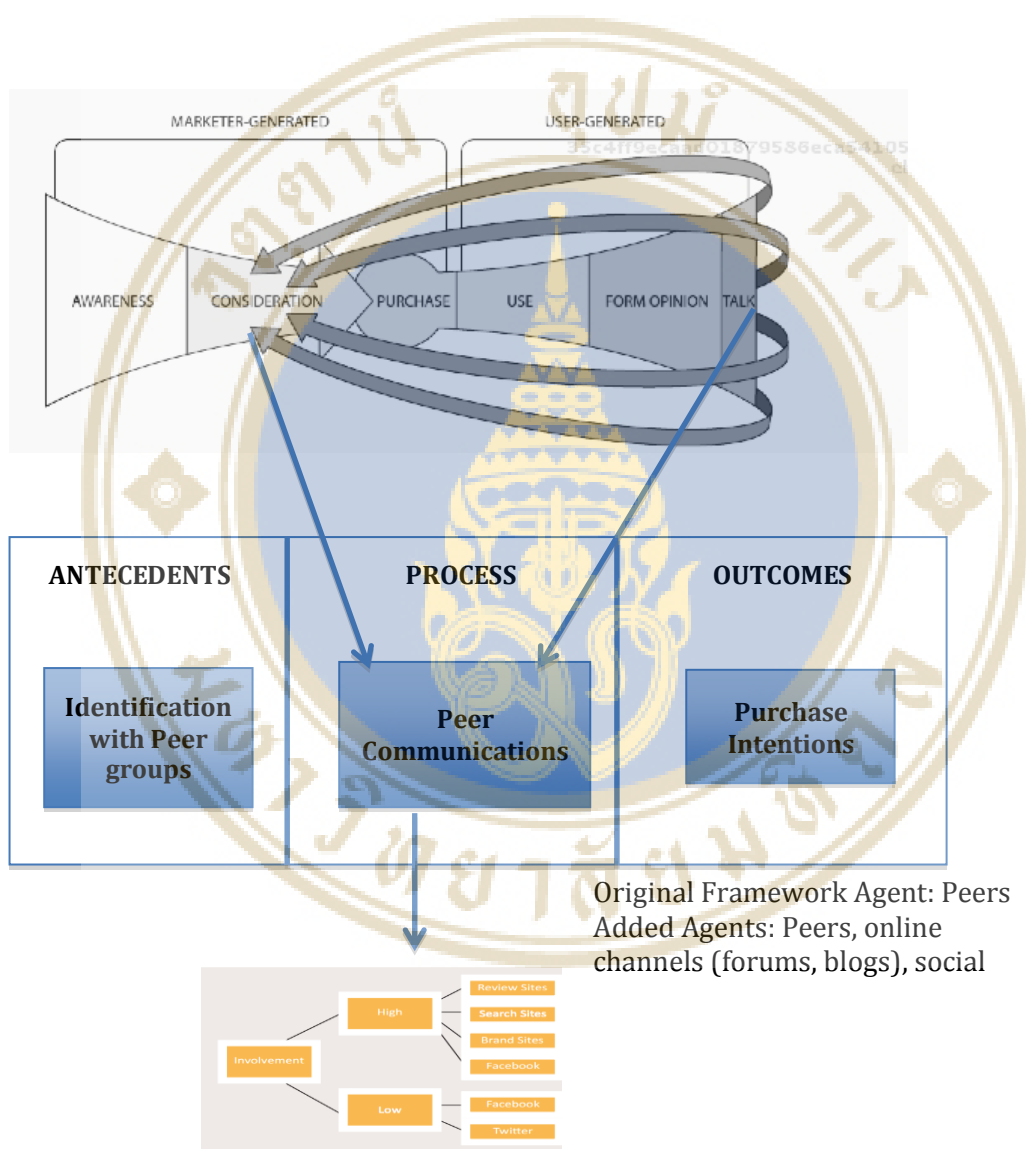 MARKETER-GENERATED
USER-GENERATED
AWARENESS
CONSIDERATION
PURCHASE
USE
FORM OPINION
TALK
ANTECEDENTS
PROCESS
OUTCOMES
Identification
with Peer
groups
Peer
Communications
Purchase
Intentions
Original Framework Agent: Peers
Added Agents: Peers, online
channels (forums, blogs), social
Involvement
High
Review Sites
Search Sites
Brand Sites
Facebook
Low
Facebook
Twitter